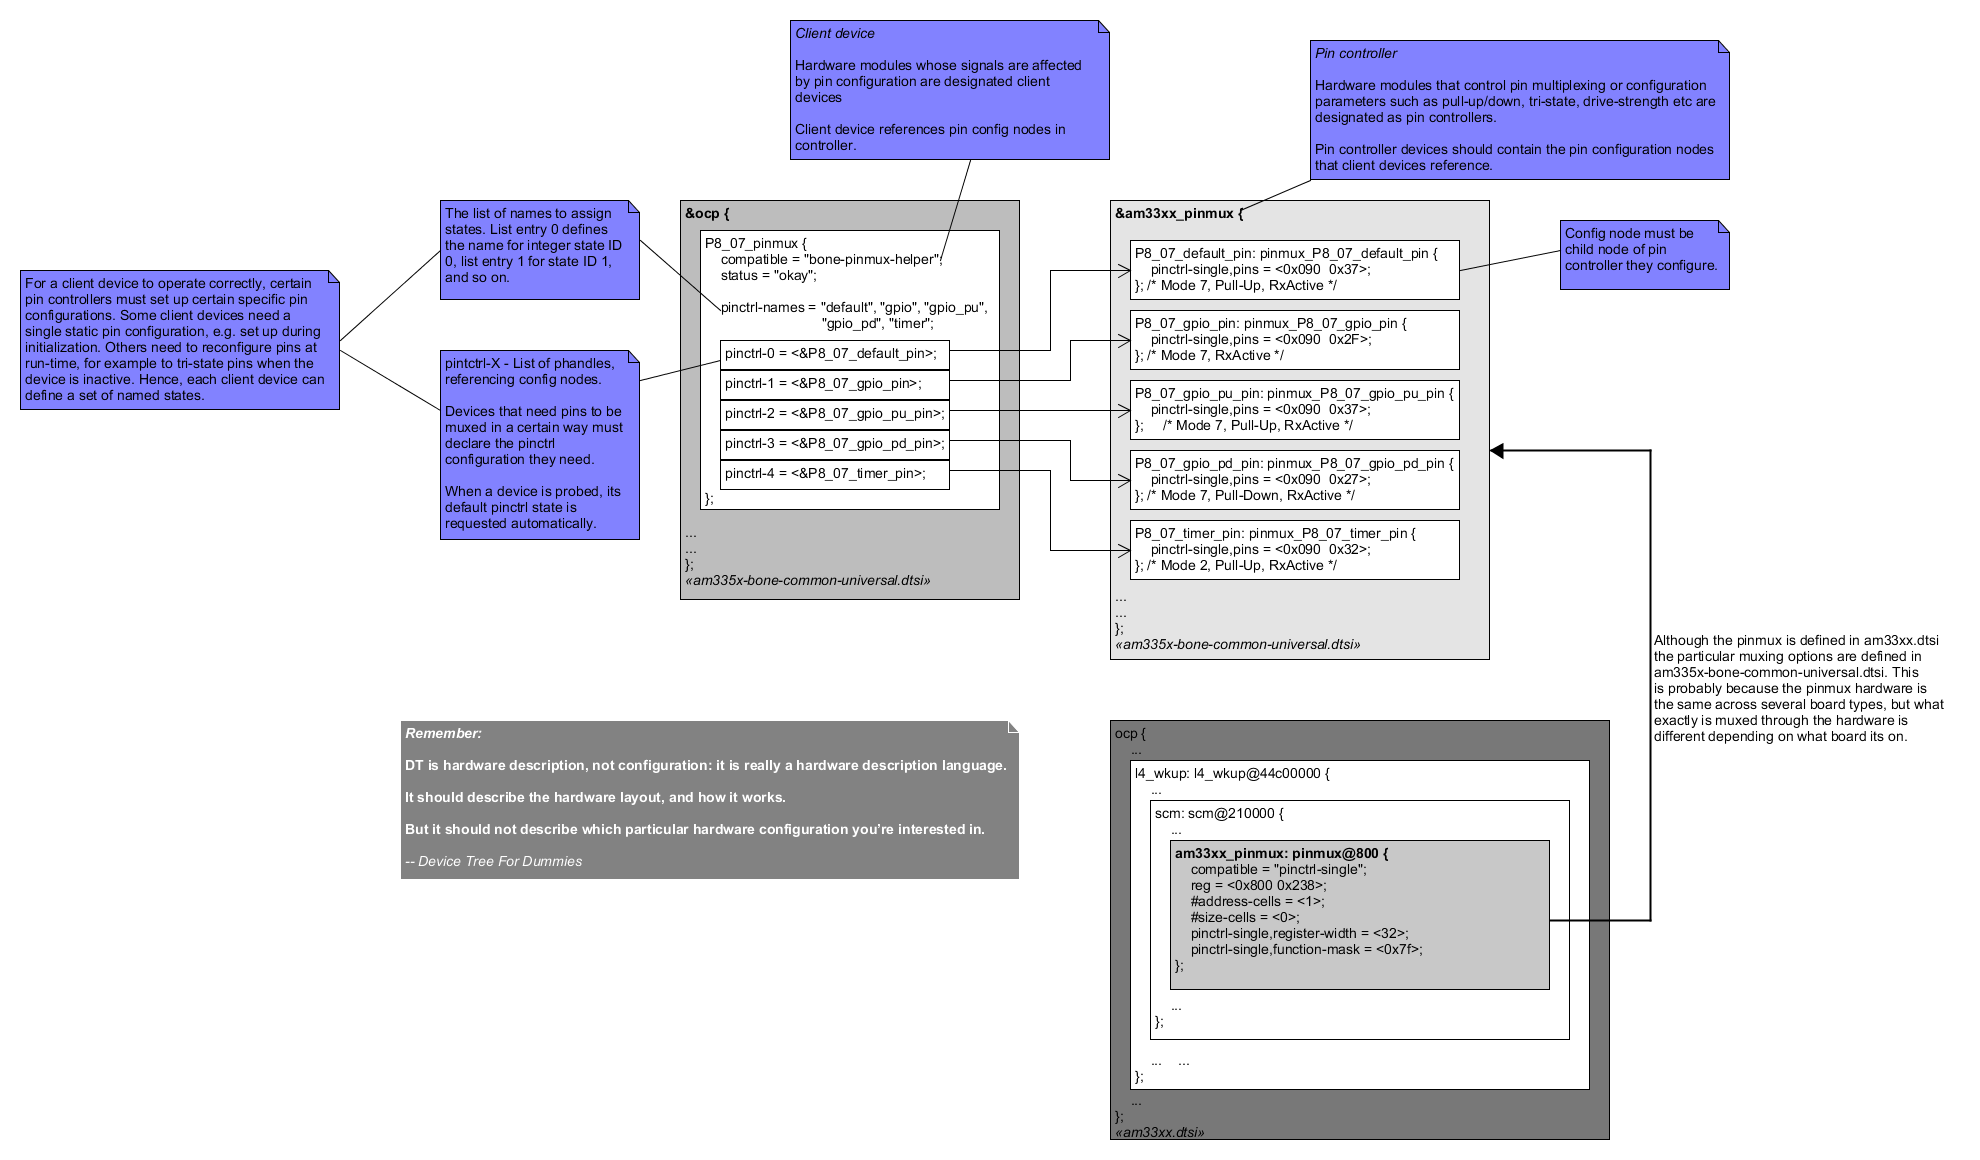 Client device
Hardware modules whose signals are affected
by pin configuration are designated client
devices
Client device references pin config nodes in
controller.
Pin controller
Hardware modules that control pin multiplexing or configuration
parameters such as pull-up/down, tri-state, drive-strength etc are
designated as pin controllers.
Pin controller devices should contain the pin configuration nodes
that client devices reference.
For a client device to operate correctly, certain
pin controllers must set up certain specific pin
configurations. Some client devices need a
single static pin configuration, e.g. set up during
initialization. Others need to reconfigure pins at
run-time, for example to tri-state pins when the
device is inactive. Hence, each client device can
define a set of named states.
The list of names to assign
states. List entry 0 defines
the name for integer state ID
0, list entry 1 for state ID 1,
and so on.
pintctrl-X - List of phandles,
referencing config nodes.
Devices that need pins to be
muxed in a certain way must
declare the pinctrl
configuration they need.
When a device is probed, its
default pinctrl state is
requested automatically.
&ocp {
P8_07_pinmux {
compatible = "bone-pinmux-helper";
status = "okay";
pinctrl-names = "default", "gpio", "gpio_pu",
"gpio_pd", "timer";
pinctrl-0 = <&P8_07_default_pin>;
pinctrl-1 = <&P8_07_gpio_pin>;
pinctrl-2 = <&P8_07_gpio_pu_pin>;
pinctrl-3 = <&P8_07_gpio_pd_pin>;
pinctrl-4 = <&P8_07_timer_pin>;
};
...
...
};
«am335x-bone-common-universal.dtsi»
&am33xx_pinmux {
P8_07_default_pin: pinmux_P8_07_default_pin {
pinctrl-single,pins = <0x090 0x37>;
}; /* Mode 7, Pull-Up, RxActive */
P8_07_gpio_pin: pinmux_P8_07_gpio_pin {
pinctrl-single,pins = <0x090 0x2F>;
}; /* Mode 7, RxActive */
P8_07_gpio_pu_pin: pinmux_P8_07_gpio_pu_pin {
pinctrl-single,pins = <0x090 0x37>;
}; /* Mode 7, Pull-Up, RxActive */
P8_07_gpio_pd_pin: pinmux_P8_07_gpio_pd_pin {
pinctrl-single,pins = <0x090 0x27>;
}; /* Mode 7, Pull-Down, RxActive */
P8_07_timer_pin: pinmux_P8_07_timer_pin {
pinctrl-single,pins = <0x090 0x32>;
}; /* Mode 2, Pull-Up, RxActive */
...
...
};
«am335x-bone-common-universal.dtsi»
Config node must be
child node of pin
controller they configure.
Although the pinmux is defined in am33xx.dtsi
the particular muxing options are defined in
am335x-bone-common-universal.dtsi. This
is probably because the pinmux hardware is
the same across several board types, but what
exactly is muxed through the hardware is
different depending on what board its on.
Remember:
DT is hardware description, not configuration: it is really a hardware description language.
It should describe the hardware layout, and how it works.
But it should not describe which particular hardware configuration you're interested in.
-- Device Tree For Dummies
ocp {
...
l4_wkup: l4_wkup@44c00000 {
...
scm: scm@210000 {
...
am33xx_pinmux: pinmux@800 {
compatible = "pinctrl-single";
reg = <0x800 0x238>;
#address-cells = <1>;
#size-cells = <0>;
pinctrl-single,register-width = <32>;
pinctrl-single,function-mask = <0x7f>;
};
...
};
... ...
};
...
};
«am33xx.dtsi»